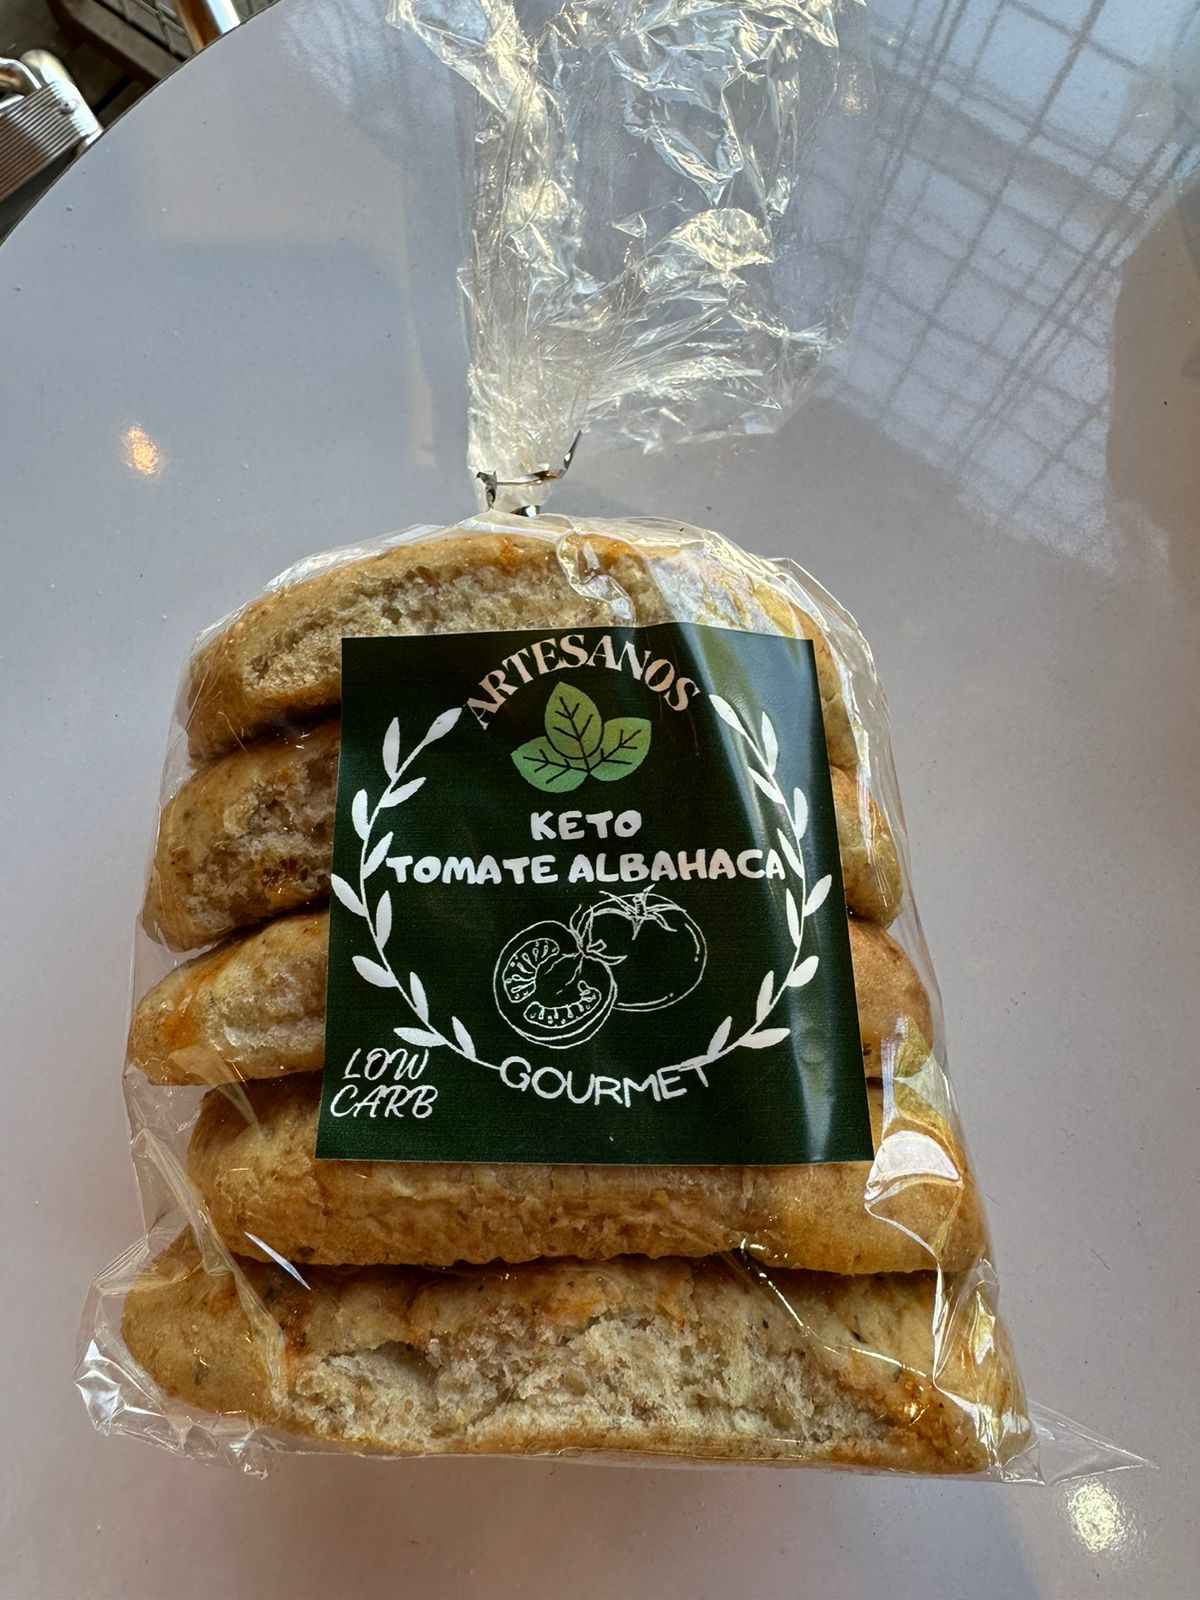 ARTESANOS
KETO
TOMATE ALBAHACA
GOURMET
LOW
CARB